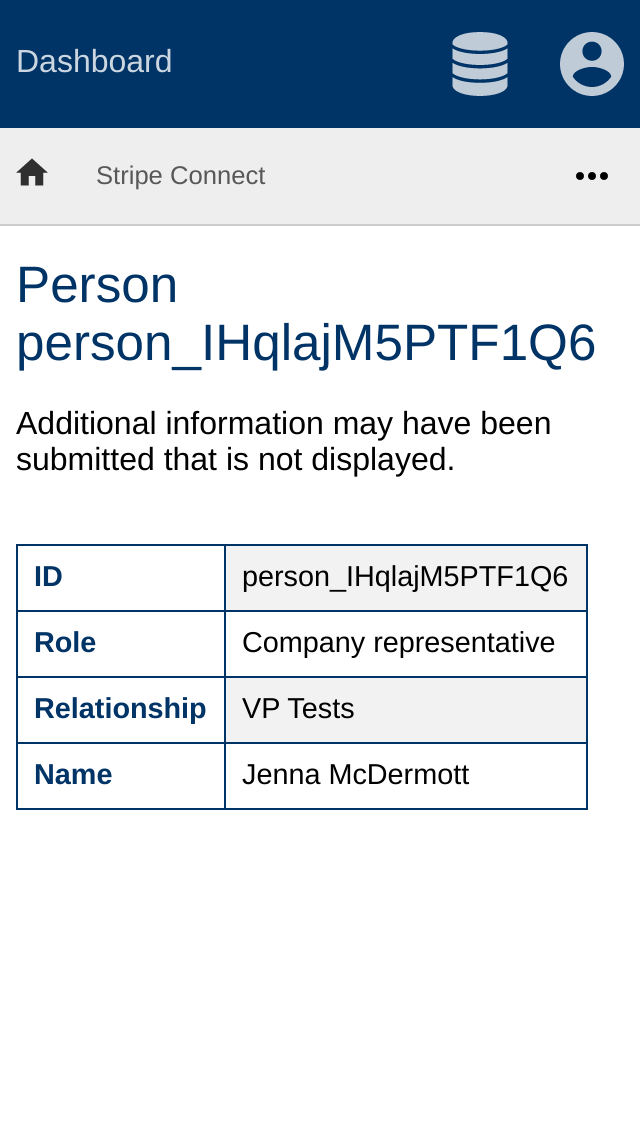 Dashboard
Stripe Connect
Person
person_IHqlajM5PTF1Q6
Additional information may have been
submitted that is not displayed.
ID person_IHqlajM5PTF1Q6
Role Company representative
Relationship VP Tests
Name Jenna McDermott